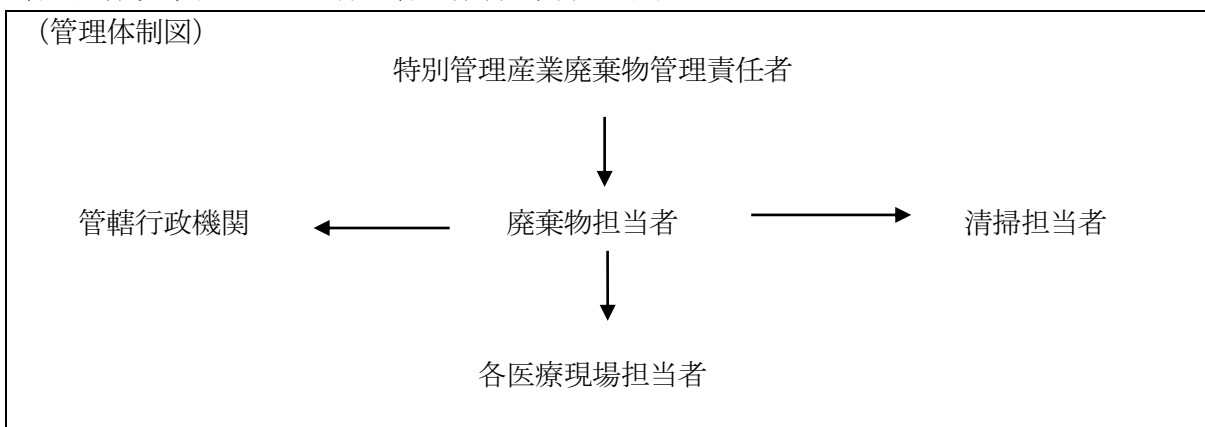 （管理体制図）
特別管理産業廃棄物管理責任者
管轄行政機関 廃棄物担当者 清掃担当者
各医療現場担当者